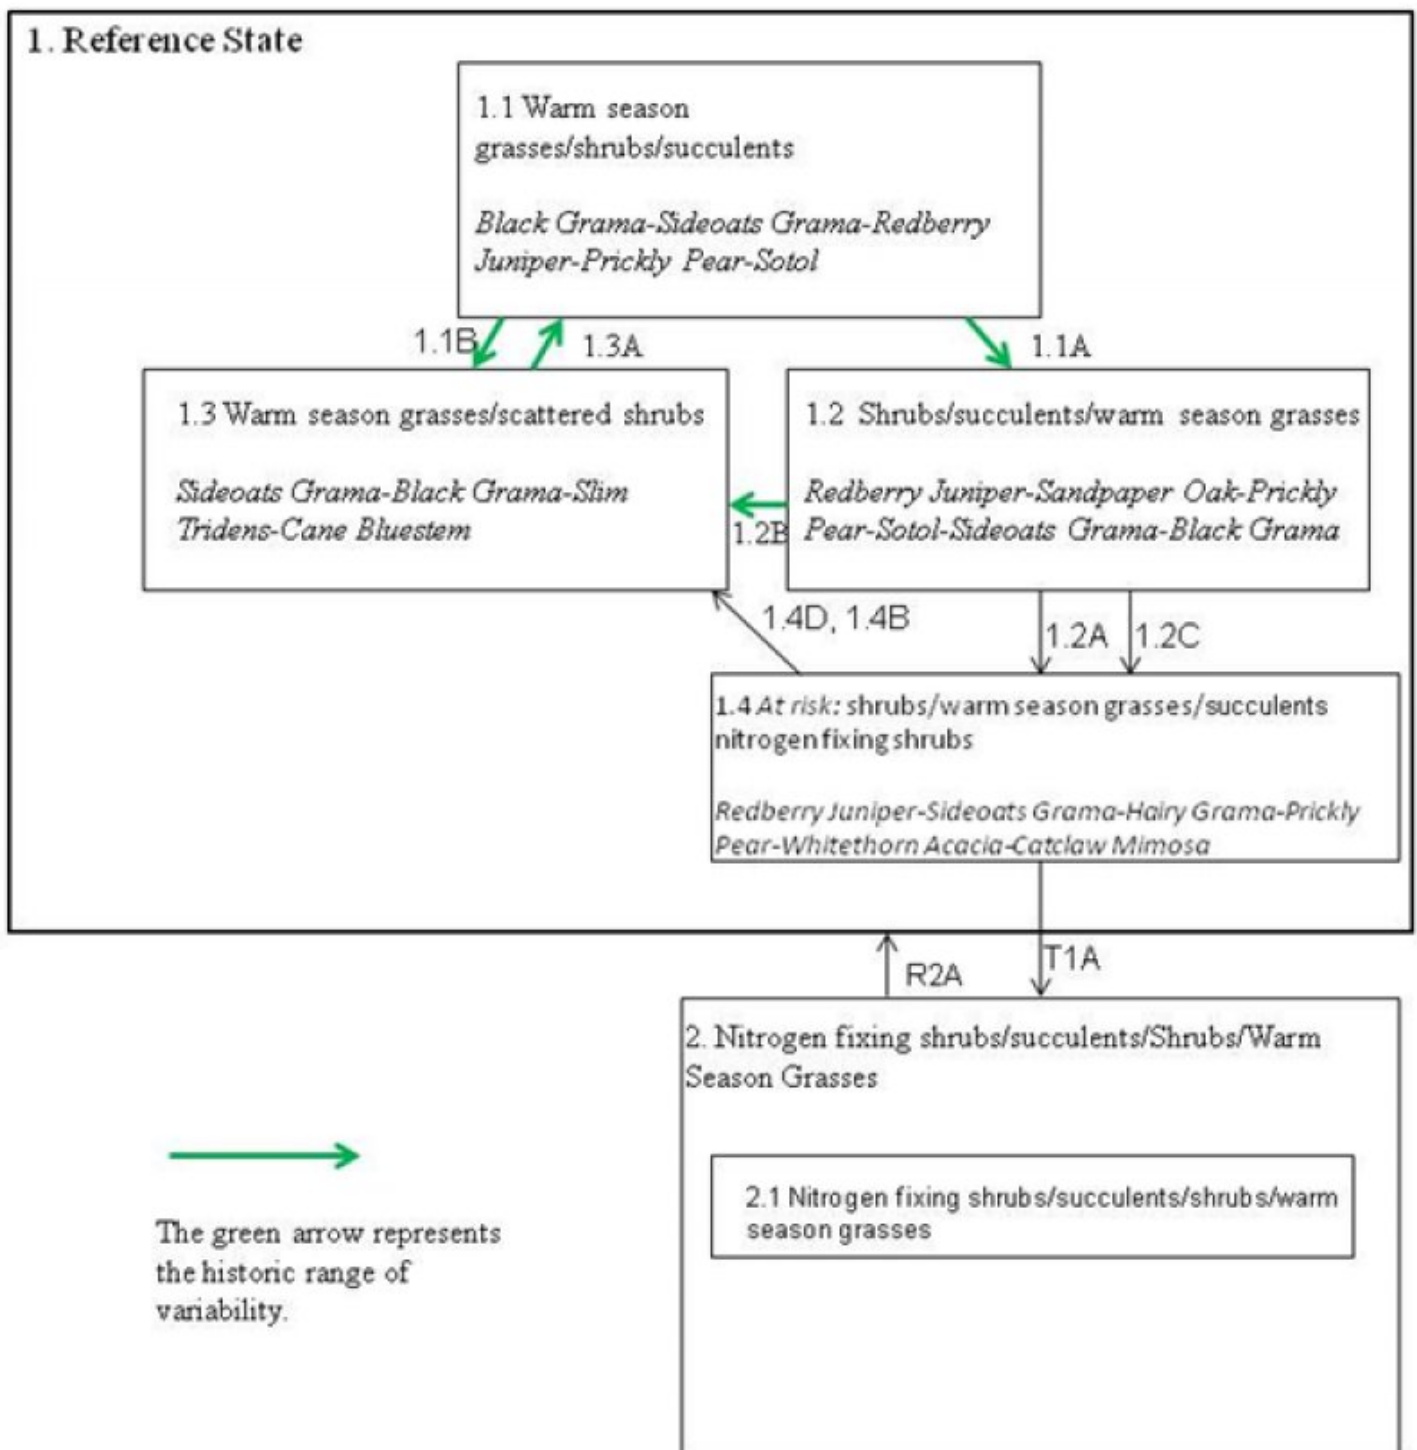 1. Reference State
1.1 Warm season
grasses/shrubs/succulents
Black Grama-Sideoats Grama-Redberry
Juniper-Prickly Pear-Sotol
1.1B
1.3A
1.1A
1.3 Warm season grasses/scattered shrubs
Sideoats Grama-Black Grama-Slim
Tridens-Cane Bluestem
1.2 Shrubs/succulents/warm season grasses
Redberry Juniper-Sandpaper Oak-Prickly
Pear-Sotol-Sideoats Grama-Black Grama
1.2B
1.4D, 1.4B
1.2A
1.2C
1.4 At risk: shrubs/warm season grasses/succulents
nitrogen fixing shrubs
Redberry Juniper-Sideoats Grama-Hairy Grama-Prickly
Pear-Whitethorn Acacia-Catclaw Mimosa
R2A
T1A
2. Nitrogen fixing shrubs/succulents/Shrubs/Warm
Season Grasses
2.1 Nitrogen fixing shrubs/succulents/shrubs/warm
season grasses
The green arrow represents
the historic range of
variability.